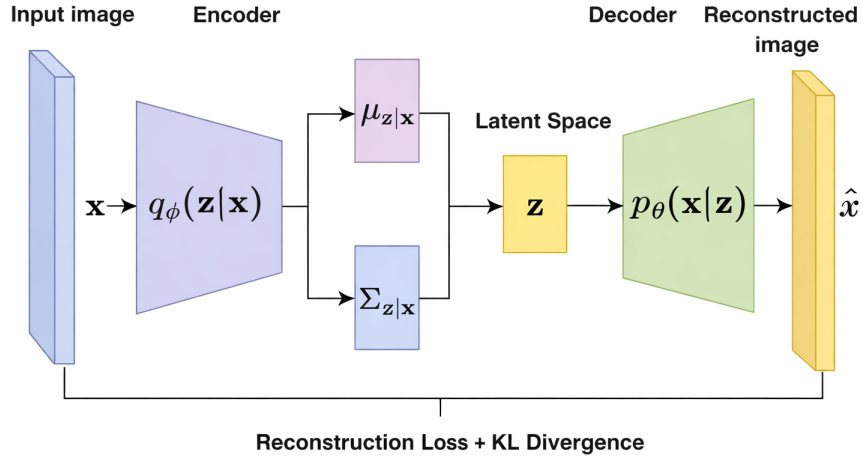 Input image
Encoder
Decoder
Reconstructed
image
μ_{z|x}
Latent Space
x
q_ϕ(z|x)
z
p_θ(x|z)
x̂
Σ_{z|x}
Reconstruction Loss + KL Divergence